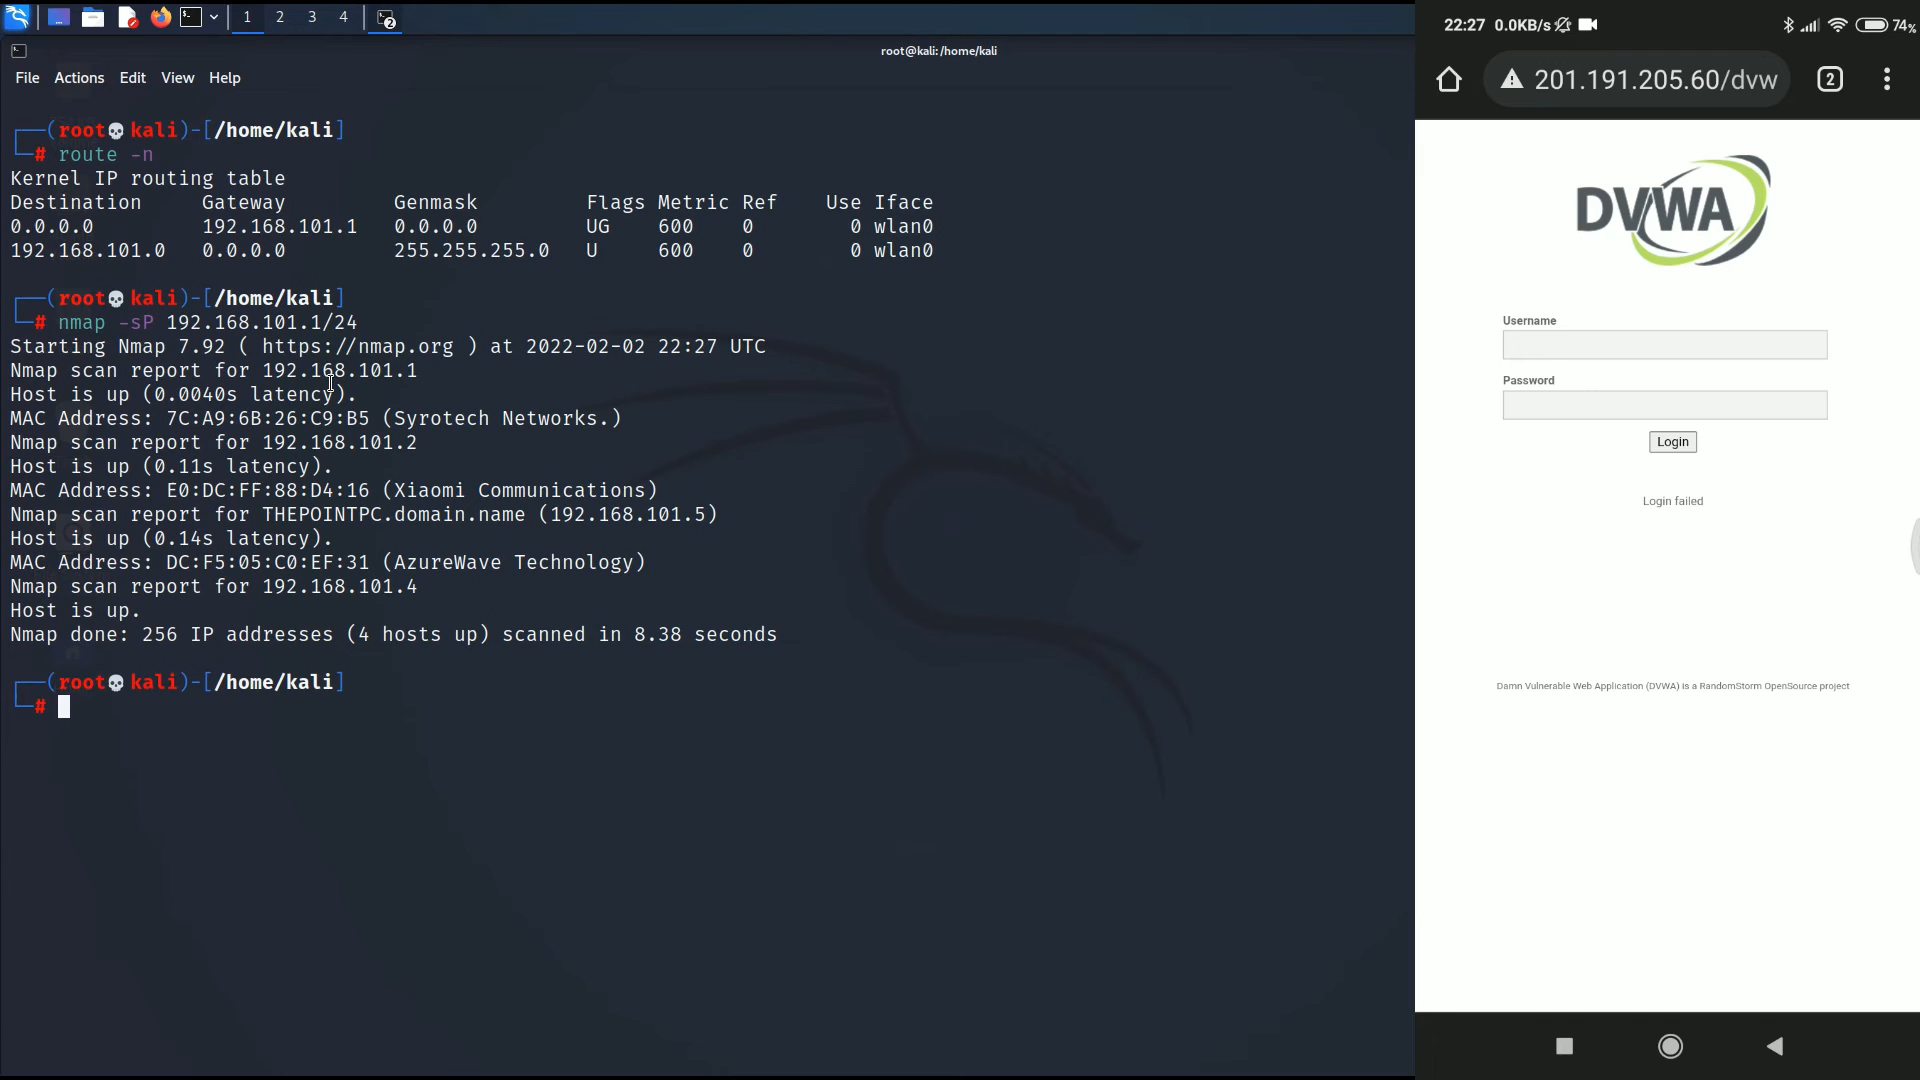 1 2 3 4 2
root@kali: /home/kali
File Actions Edit View Help
┌──(root💀kali)-[/home/kali]
└─# route -n
Kernel IP routing table
Destination Gateway Genmask Flags Metric Ref Use Iface
0.0.0.0 192.168.101.1 0.0.0.0 UG 600 0 0 wlan0
192.168.101.0 0.0.0.0 255.255.255.0 U 600 0 0 wlan0
┌──(root💀kali)-[/home/kali]
└─# nmap -sP 192.168.101.1/24
Starting Nmap 7.92 ( https://nmap.org ) at 2022-02-02 22:27 UTC
Nmap scan report for 192.168.101.1
Host is up (0.0040s latency).
MAC Address: 7C:A9:6B:26:C9:B5 (Syrotech Networks.)
Nmap scan report for 192.168.101.2
Host is up (0.11s latency).
MAC Address: E0:DC:FF:88:D4:16 (Xiaomi Communications)
Nmap scan report for THEPOINTPC.domain.name (192.168.101.5)
Host is up (0.14s latency).
MAC Address: DC:F5:05:C0:EF:31 (AzureWave Technology)
Nmap scan report for 192.168.101.4
Host is up.
Nmap done: 256 IP addresses (4 hosts up) scanned in 8.38 seconds
┌──(root💀kali)-[/home/kali]
└─#
22:27 0.0KB/s 74%
201.191.205.60/dvw 2
DVWA
Username
Password
Login
Login failed
Damn Vulnerable Web Application (DVWA) is a RandomStorm OpenSource project